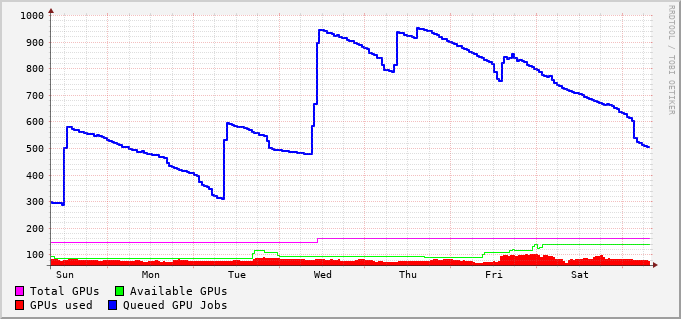 1000
900
800
700
600
500
400
300
200
100
Sun Mon Tue Wed Thu Fri Sat
Total GPUs Available GPUs
GPUs used Queued GPU Jobs
RRDTOOL / TOBI OETIKER